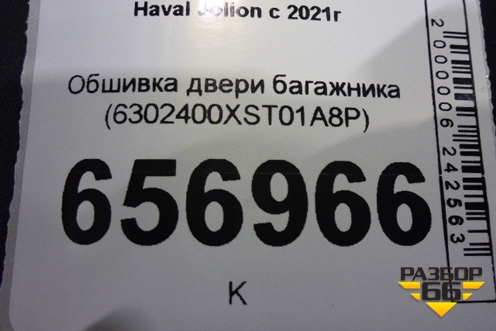 Haval Jolion с 2021г
Обшивка двери багажника
(6302400XST01A8P)
656966
К
2000006242563
РАЗБОР
66